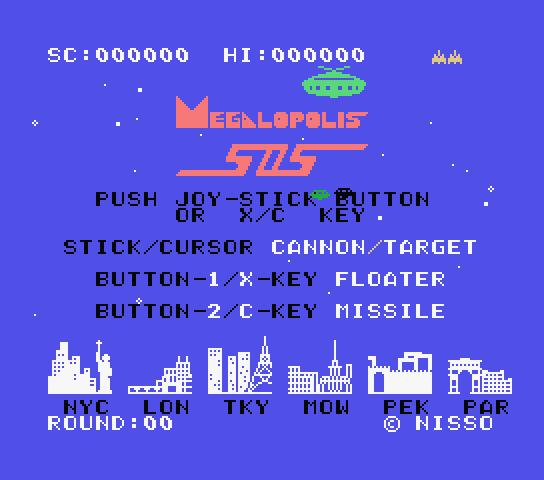 SC:000000 HI:000000
MEGALOPOLIS
SOS
PUSH JOY-STICK BUTTON
OR X/C KEY
STICK/CURSOR CANNON/TARGET
BUTTON-1/X-KEY FLOATER
BUTTON-2/C-KEY MISSILE
NYC LON TKY MOW PEK PAR
ROUND:00 © NISSO